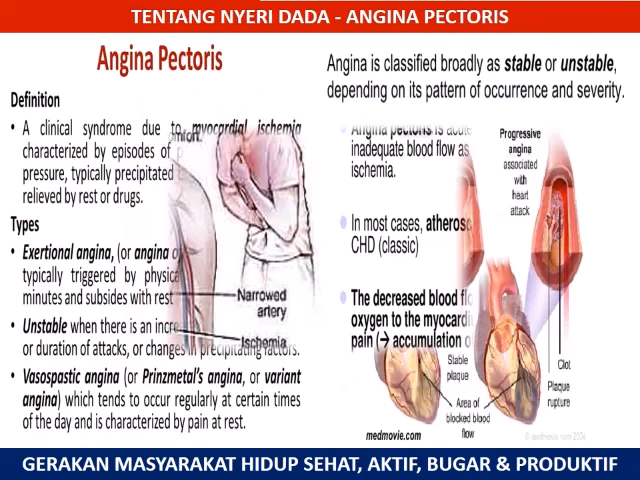 TENTANG NYERI DADA - ANGINA PECTORIS
Angina Pectoris
Definition
• A clinical syndrome due to myocardial ischemia
characterized by episodes of
pressure, typically precipitated
relieved by rest or drugs.
Types
• Exertional angina, (or angina
typically triggered by
minutes and subsides with rest
• Unstable when there is an
or duration of attacks, or changes in precipitating factors.
• Vasospastic angina (or Prinzmetal's angina, or variant
angina) which tends to occur regularly at certain times
of the day and is characterized by pain at rest.
Narrowed
artery
Ischemia
Angina is classified broadly as stable or unstable,
depending on its pattern of occurrence and severity.
Angina pectoris is acute
inadequate blood flow as
ischemia.
In most cases,
CHD (classic)
The decreased blood
oxygen to the
pain (→ accumulation
Progressive
angina
associated
with
heart
attack
Stable
plaque
Area of
blocked blood
flow
Clot
Plaque
rupture
medmovie.com
© medmovie.com 2004
GERAKAN MASYARAKAT HIDUP SEHAT, AKTIF, BUGAR & PRODUKTIF